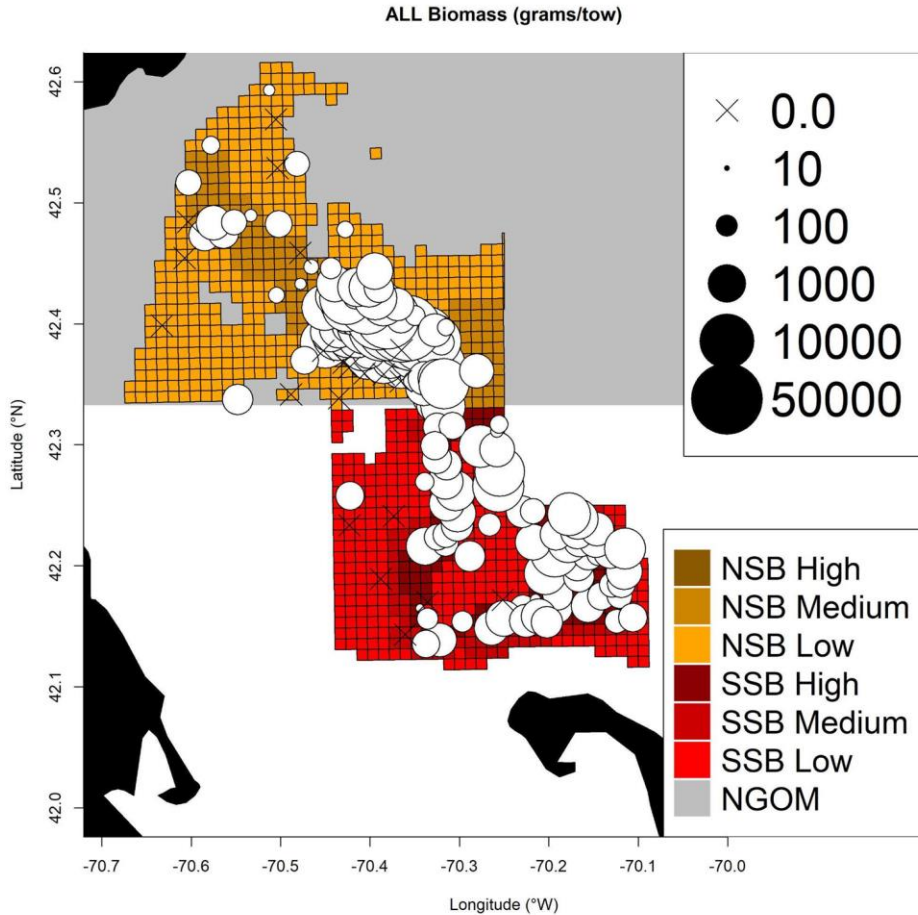 ALL Biomass (grams/tow)
42.6
42.5
42.4
42.3
42.2
42.1
42.0
Latitude (°N)
-70.7
-70.6
-70.5
-70.4
-70.3
-70.2
-70.1
-70.0
Longitude (°W)
0.0
10
100
1000
10000
50000
NSB High
NSB Medium
NSB Low
SSB High
SSB Medium
SSB Low
NGOM